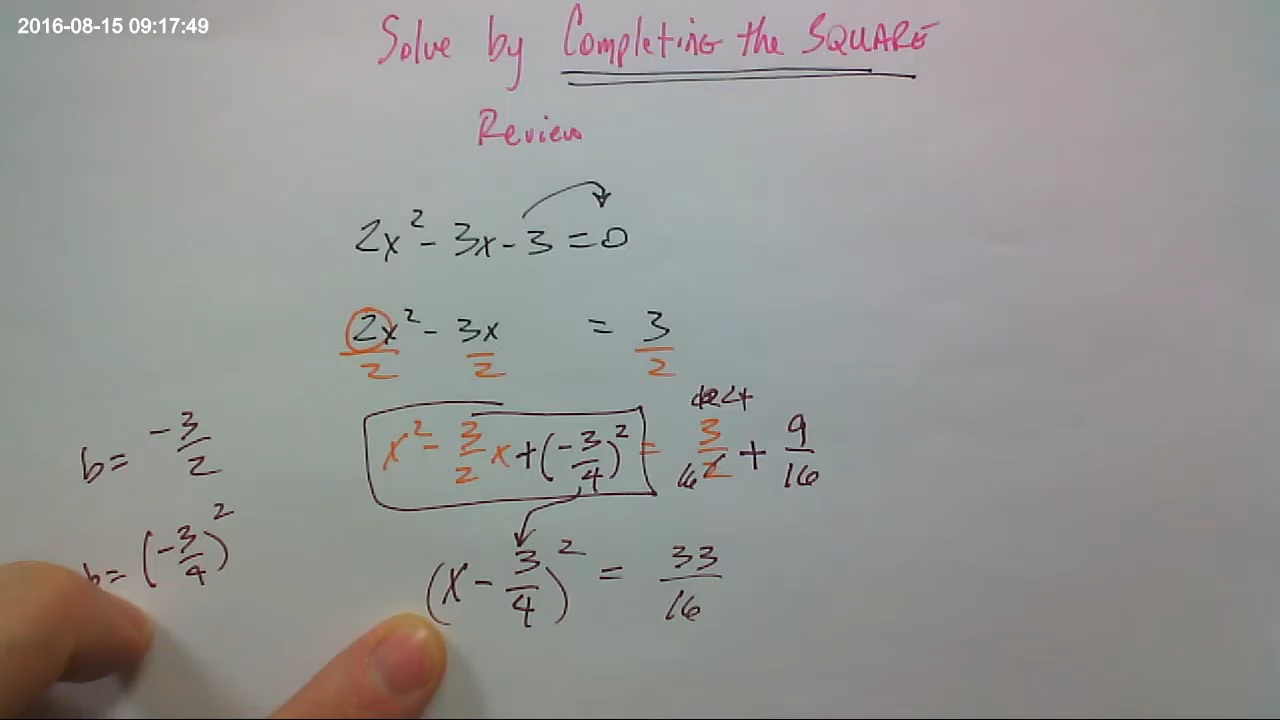 2016-08-15 09:17:49
Solve by Completing the SQUARE
Review
2x² - 3x - 3 = 0
2x²/2 - 3x/2 = 3/2
b = -3/2
x² - 3/2 x + (-3/4)² = 3/2 + 9/16
16
b = (-3/4)²
(x - 3/4)² = 33/16